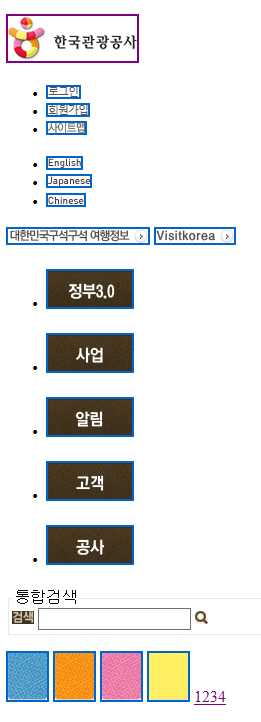 한국관광공사
로그인
회원가입
사이트맵
English
Japanese
Chinese
대한민국구석구석 여행정보 Visitkorea
정부3.0
사업
알림
고객
공사
통합검색
검색
1234